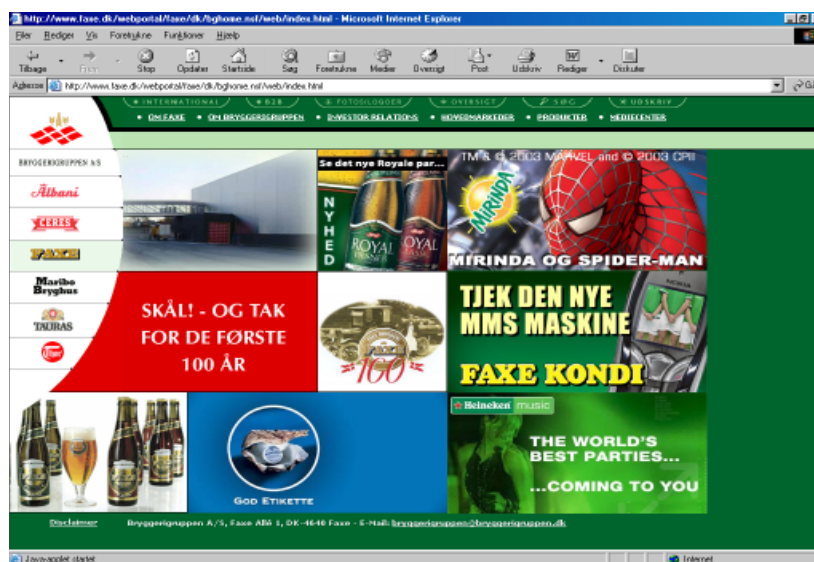 http://www.faxe.dk/webportal/faxe/dk/bghome.nsf/web/index.html - Microsoft Internet Explorer
Filer Rediger Vis Foretrukne Funktioner Hjælp
Tilbage Frem Stop Opdater Startside Søg Foretrukne Medier Oversigt Post Udskriv Rediger Diskuter
Adresse http://www.faxe.dk/webportal/faxe/dk/bghome.nsf/web/index.html
INTERNATIONAL B2B FOTOS/LOGOER OVERSIGT SØG UDSKRIV
• OM FAXE • OM BRYGGERIGRUPPEN • INVESTOR RELATIONS • HOVEDMARKEDER • PRODUKTER • MEDIECENTER
BRYGGERIGRUPPEN A/S
Albani
CERES
FAXE
Maribo
Bryghus
TAURAS
Se det nye Royale par...
NYHED
ROYAL
PILSNER
ROYAL
CLASSIC
TM & © 2003 MARVEL and © 2003 CPII
MIRINDA
MIRINDA OG SPIDER-MAN
SKÅL! - OG TAK
FOR DE FØRSTE
100 ÅR
FAXE
100
TJEK DEN NYE
MMS MASKINE
FAXE KONDI
GOD ETIKETTE
Heineken music
THE WORLD'S
BEST PARTIES...
...COMING TO YOU
Disclaimer Bryggerigruppen A/S, Faxe Allé 1, DK-4640 Faxe - E-Mail: bryggerigruppen@bryggerigruppen.dk
Java-applet startet Internet